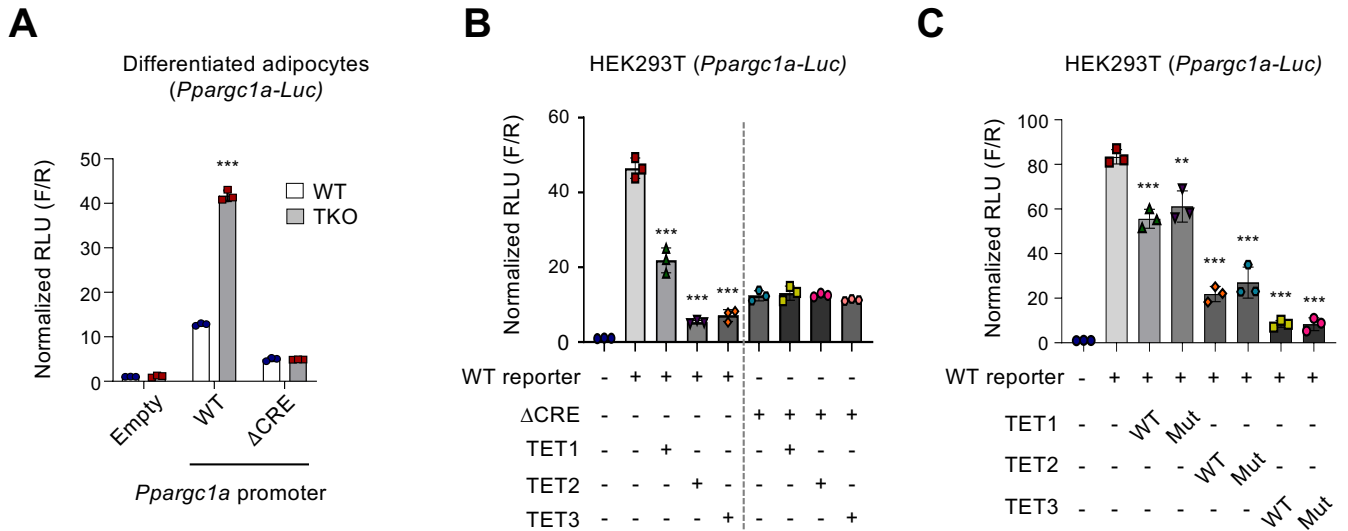 A
Differentiated adipocytes
(Ppargc1a-Luc)
Normalized RLU (F/R)
50
40
30
20
10
0
***
WT
TKO
Empty
WT
ΔCRE
Ppargc1a promoter
B
HEK293T (Ppargc1a-Luc)
Normalized RLU (F/R)
60
40
20
0
***
***
***
WT reporter - + + + + - - - -
ΔCRE - - - - - + + + +
TET1 - - + - - - + - -
TET2 - - - + - - - + -
TET3 - - - - + - - - +
C
HEK293T (Ppargc1a-Luc)
Normalized RLU (F/R)
100
80
60
40
20
0
***
**
***
***
***
***
WT reporter - + + + + + + +
TET1 - - WT Mut - - - -
TET2 - - - - WT Mut - -
TET3 - - - - - - WT Mut